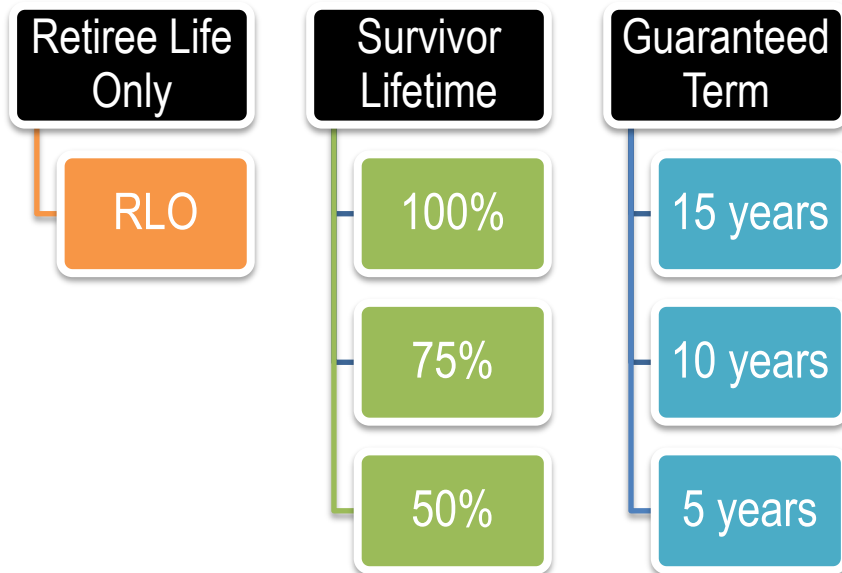 Retiree Life
Only
RLO
Survivor
Lifetime
100%
75%
50%
Guaranteed
Term
15 years
10 years
5 years